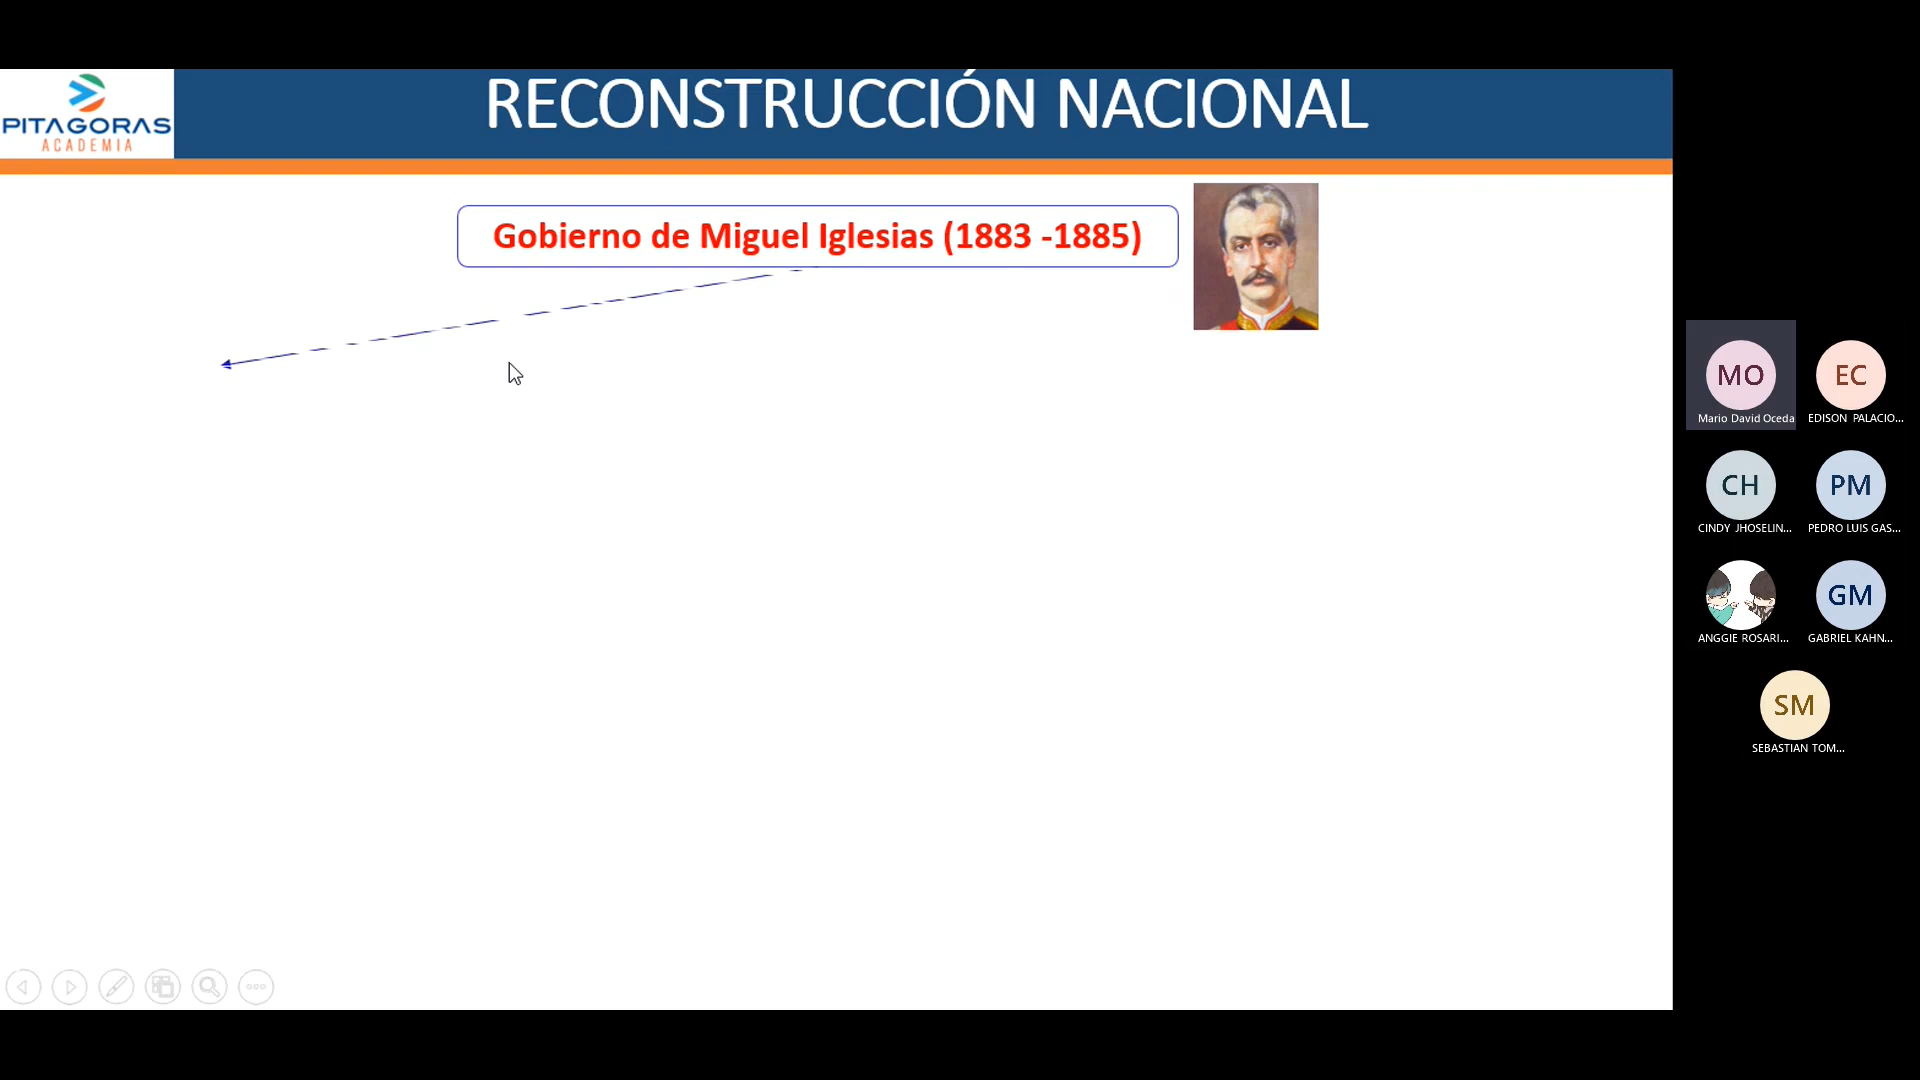 RECONSTRUCCIÓN NACIONAL
PITAGORAS
ACADEMIA
Gobierno de Miguel Iglesias (1883 -1885)
MO
Mario David Oceda
EC
EDISON PALACIO...
CH
CINDY JHOSELIN...
PM
PEDRO LUIS GAS...
ANGGIE ROSARI...
GM
GABRIEL KAHN...
SM
SEBASTIAN TOM...